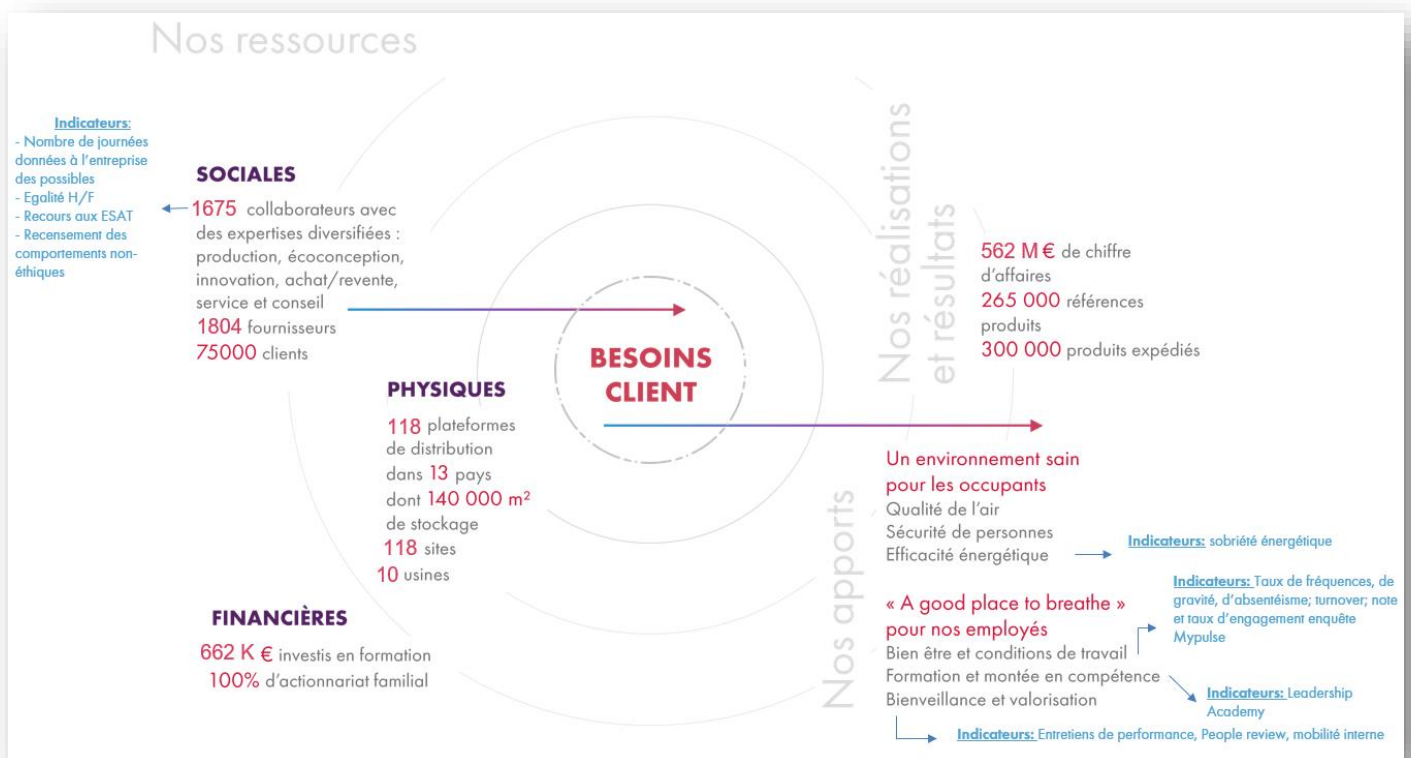 Nos ressources
Indicateurs:
- Nombre de journées
données à l'entreprise
des possibles
- Egalité H/F
- Recours aux ESAT
- Recensement des
comportements non-
éthiques
SOCIALES
1675 collaborateurs avec
des expertises diversifiées :
production, écoconception,
innovation, achat/revente,
service et conseil
1804 fournisseurs
75000 clients
PHYSIQUES
118 plateformes
de distribution
dans 13 pays
dont 140 000 m²
de stockage
118 sites
10 usines
FINANCIÈRES
662 K € investis en formation
100% d'actionnariat familial
BESOINS
CLIENT
Nos réalisations
et résultats
562 M € de chiffre
d'affaires
265 000 références
produits
300 000 produits expédiés
Nos apports
Un environnement sain
pour les occupants
Qualité de l'air
Sécurité de personnes
Efficacité énergétique
Indicateurs: sobriété énergétique
« A good place to breathe »
pour nos employés
Bien être et conditions de travail
Formation et montée en compétence
Bienveillance et valorisation
Indicateurs: Taux de fréquences, de
gravité, d'absentéisme; turnover; note
et taux d'engagement enquête
Mypulse
Indicateurs: Leadership
Academy
Indicateurs: Entretiens de performance, People review, mobilité interne